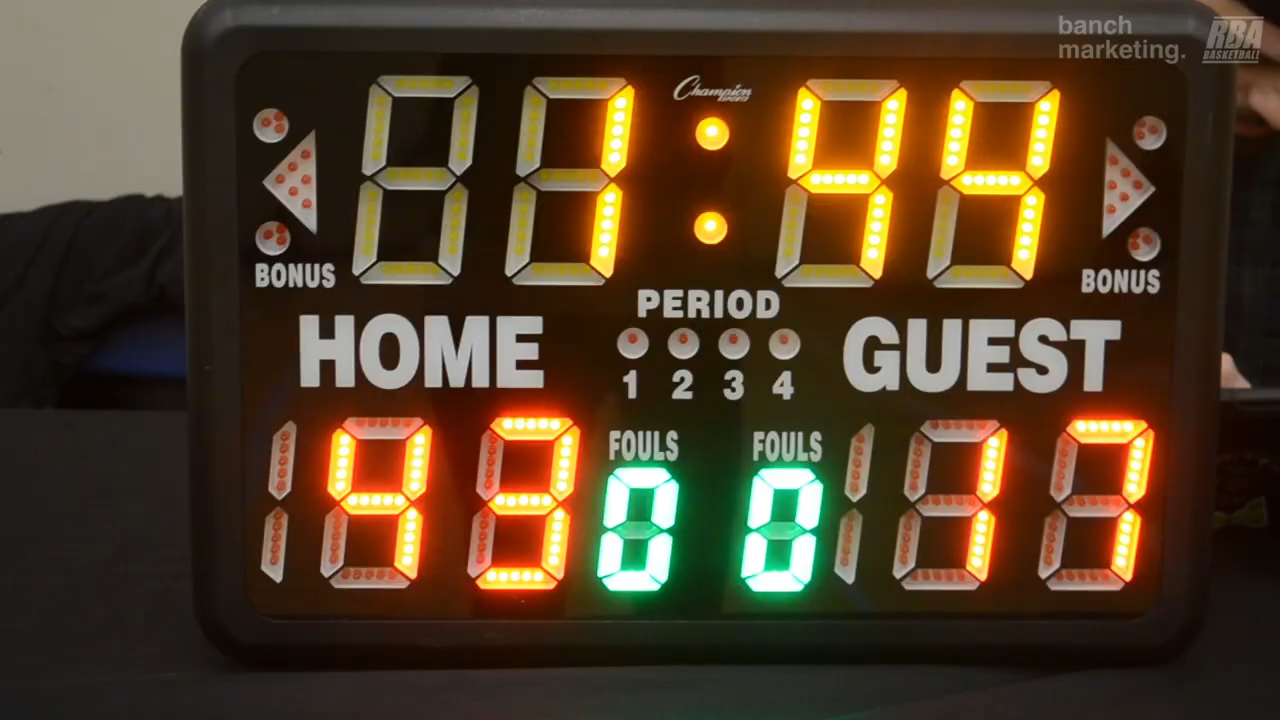 banch
marketing.
RBA
BASKETBALL
Champion
SPORTS
1:44
BONUS
BONUS
PERIOD
HOME
GUEST
1 2 3 4
FOULS
FOULS
43
0
0
17